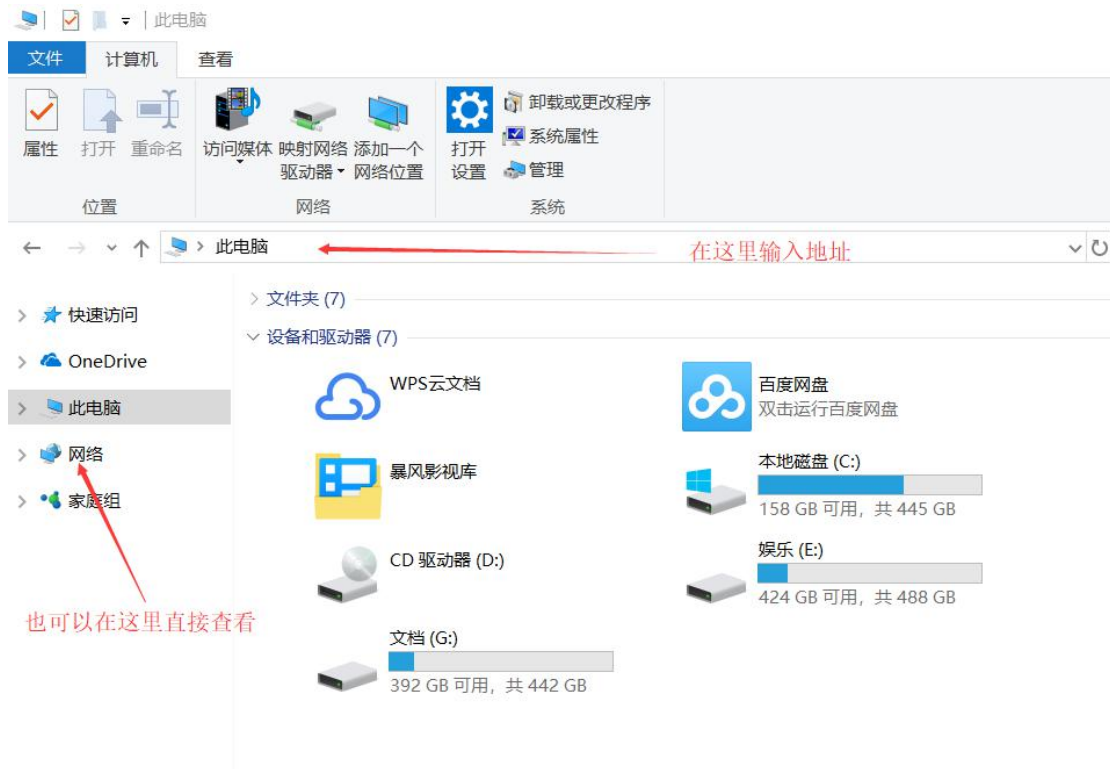 此电脑
文件 计算机 查看
属性 打开 重命名 访问媒体 映射网络驱动器 添加一个网络位置 打开设置 卸载或更改程序
系统属性
管理
位置 网络 系统
此电脑 在这里输入地址
快速访问
OneDrive
此电脑
网络
家庭组
也可以在这里直接查看
文件夹 (7)
设备和驱动器 (7)
WPS云文档
百度网盘
双击运行百度网盘
暴风影视库
本地磁盘 (C:)
158 GB 可用，共 445 GB
CD 驱动器 (D:)
娱乐 (E:)
424 GB 可用，共 488 GB
文档 (G:)
392 GB 可用，共 442 GB